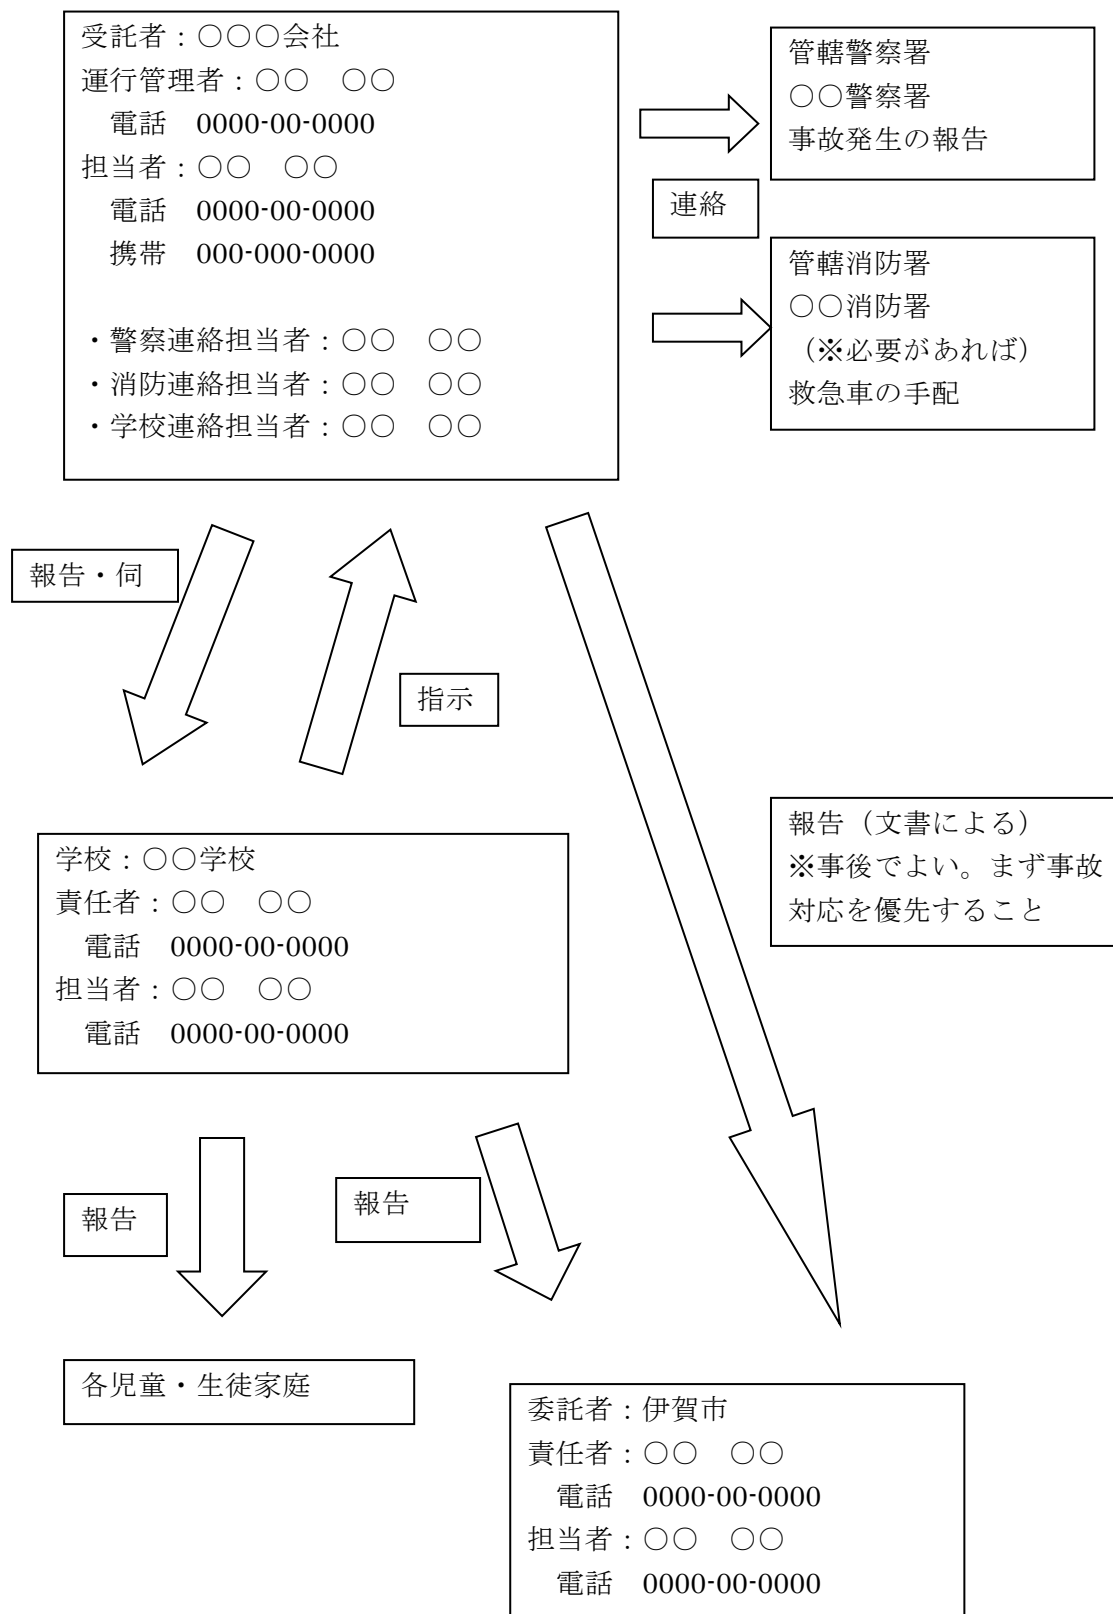 受託者：○○○会社
運行管理者：○○　○○
電話　0000-00-0000
担当者：○○　○○
電話　0000-00-0000
携帯　000-000-0000
・警察連絡担当者：○○　○○
・消防連絡担当者：○○　○○
・学校連絡担当者：○○　○○
管轄警察署
○○警察署
事故発生の報告
連絡
管轄消防署
○○消防署
（※必要があれば）
救急車の手配
報告・伺
指示
報告（文書による）
※事後でよい。まず事故
対応を優先すること
学校：○○学校
責任者：○○　○○
電話　0000-00-0000
担当者：○○　○○
電話　0000-00-0000
報告
報告
各児童・生徒家庭
委託者：伊賀市
責任者：○○　○○
電話　0000-00-0000
担当者：○○　○○
電話　0000-00-0000